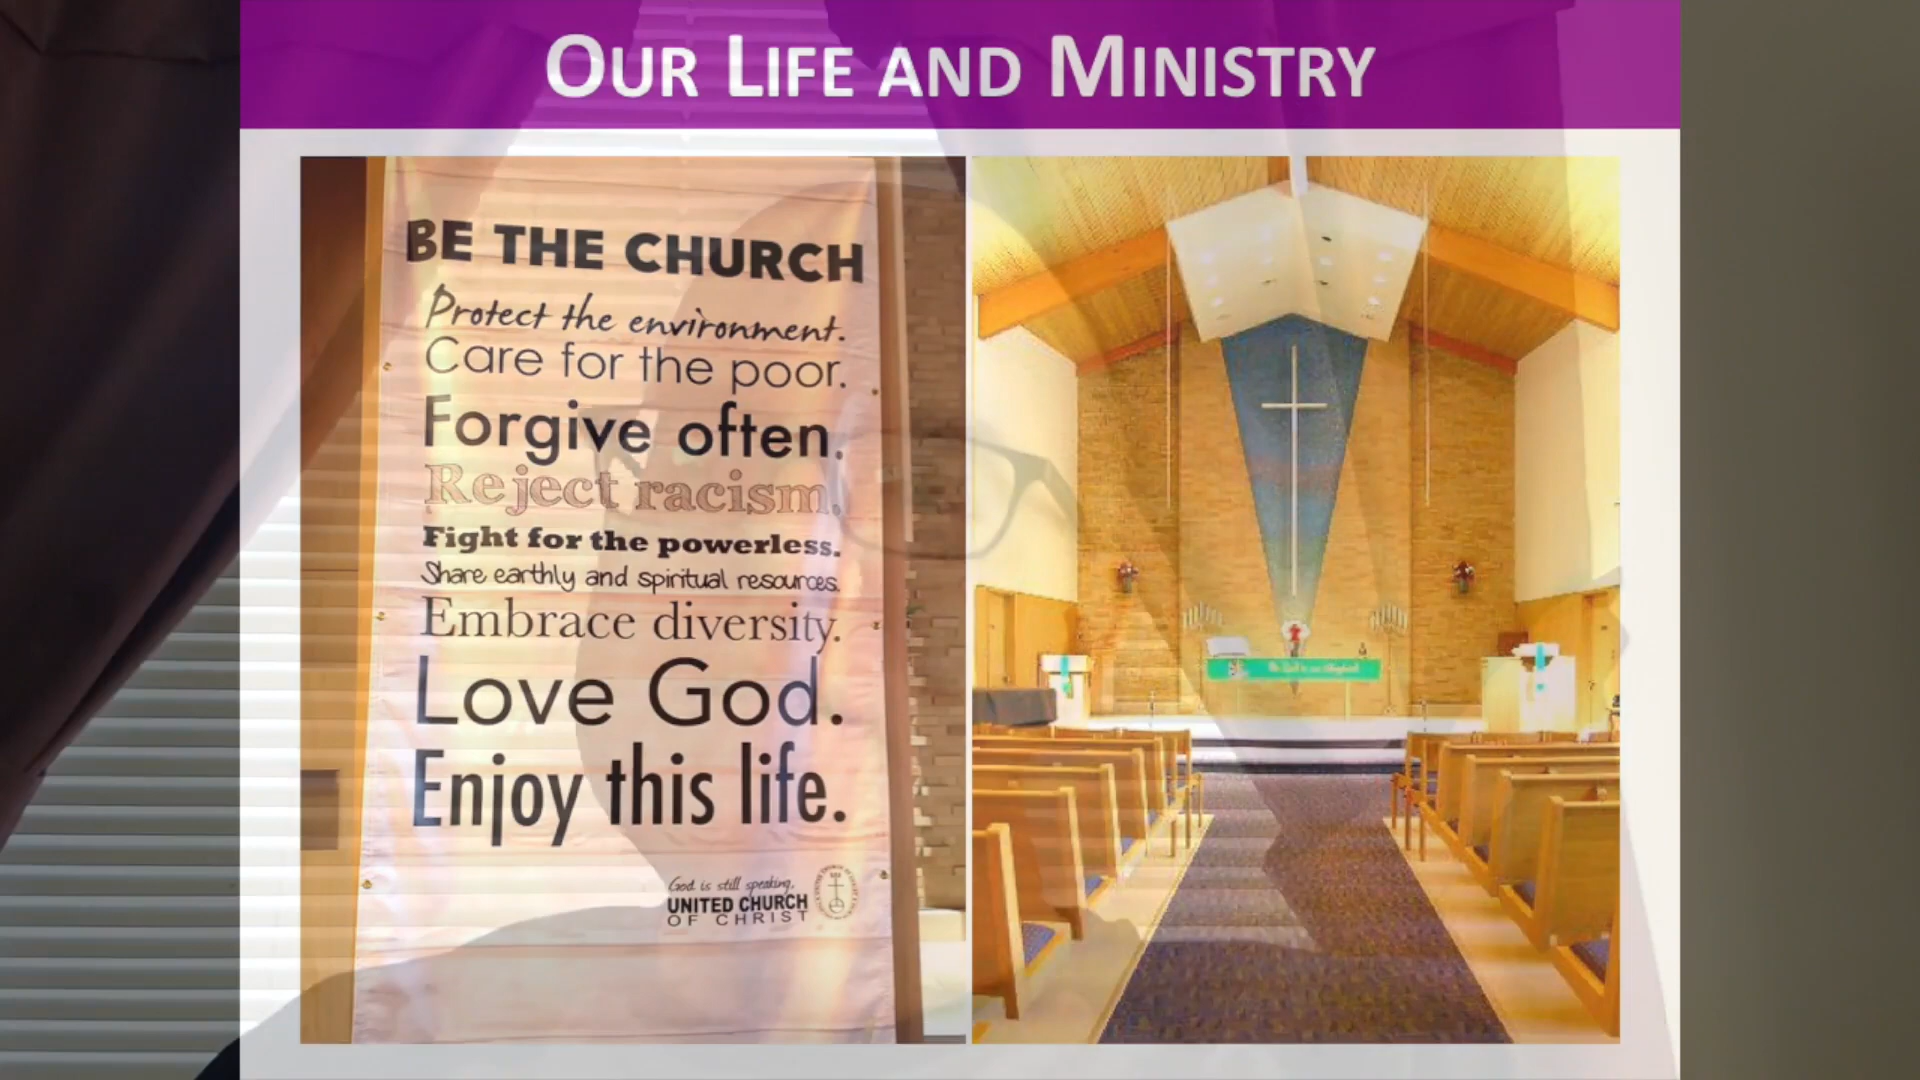 OUR LIFE AND MINISTRY
BE THE CHURCH
Protect the environment.
Care for the poor.
Forgive often.
Reject racism.
Fight for the powerless.
Share earthly and spiritual resources.
Embrace diversity.
Love God.
Enjoy this life.
God is still speaking,
UNITED CHURCH
OF CHRIST